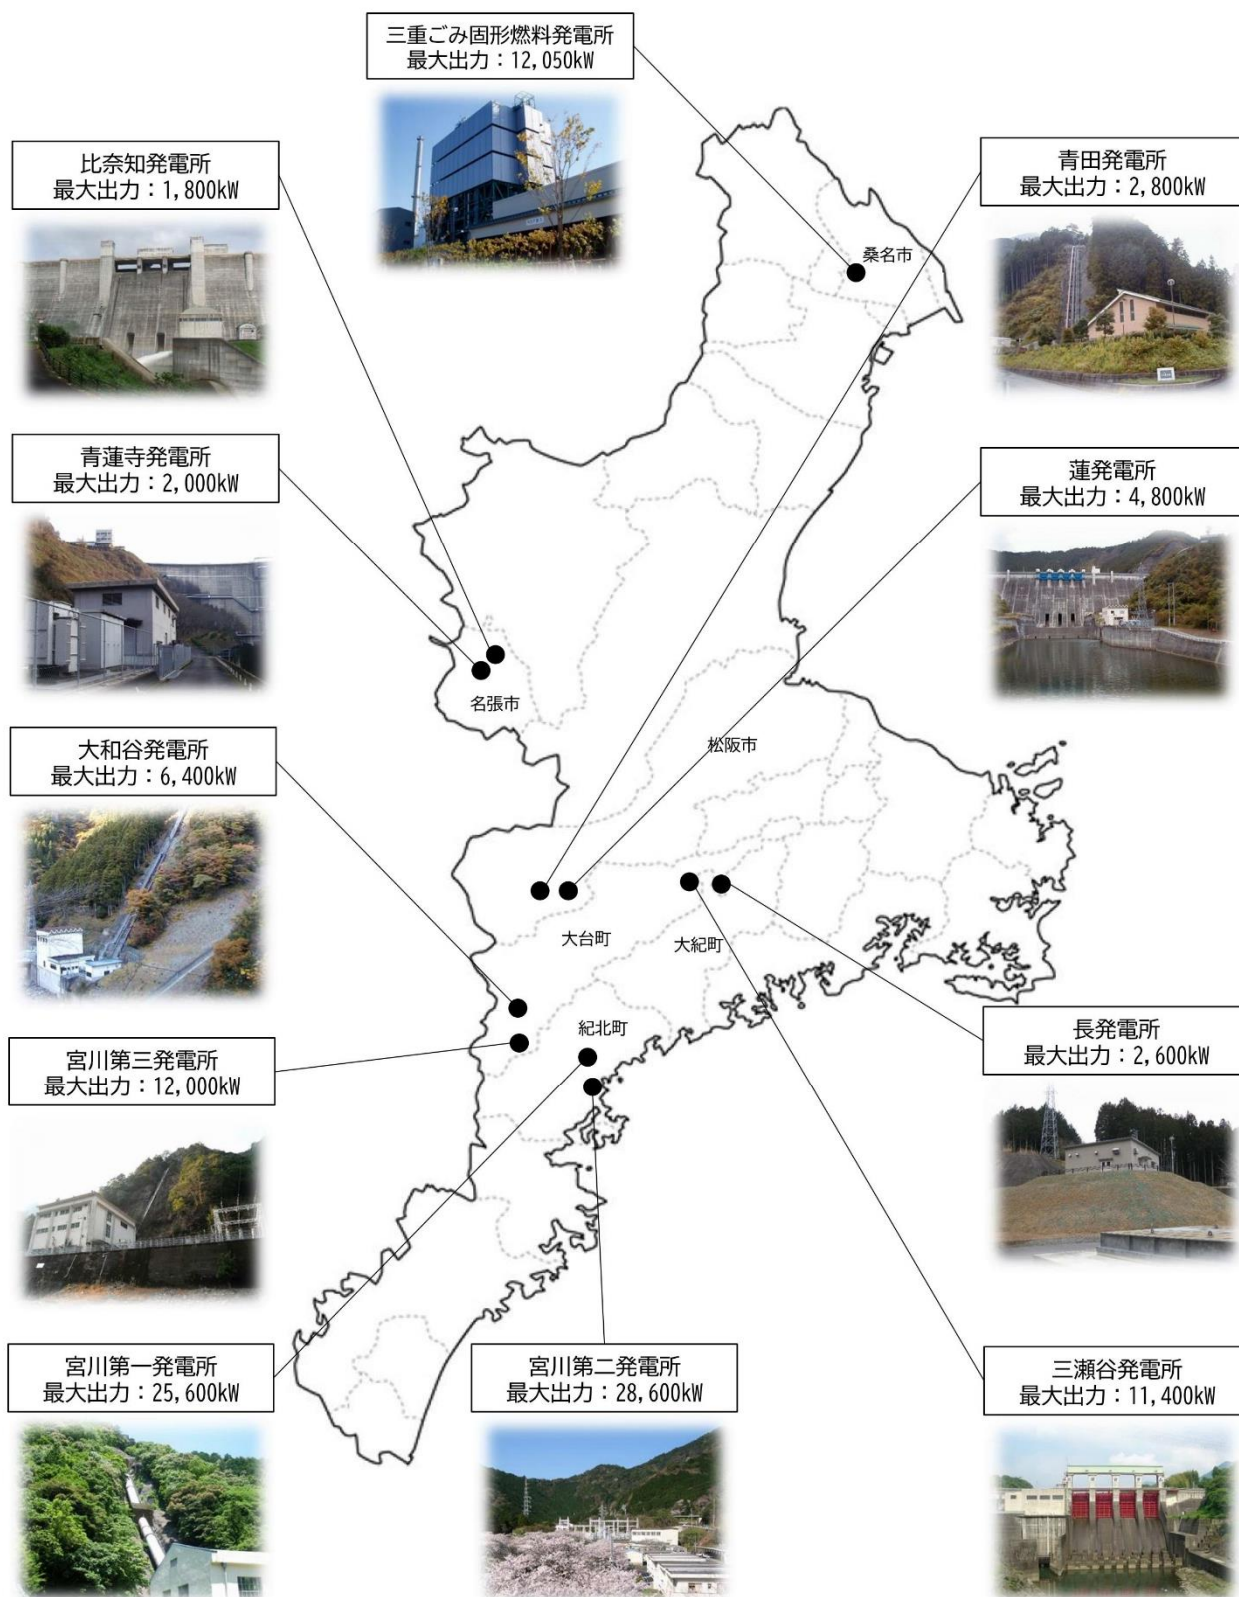 三重ごみ固形燃料発電所
最大出力：12,050kW
比奈知発電所
最大出力：1,800kW
青田発電所
最大出力：2,800kW
桑名市
青蓮寺発電所
最大出力：2,000kW
蓮発電所
最大出力：4,800kW
名張市
大和谷発電所
最大出力：6,400kW
松阪市
大台町
大紀町
紀北町
宮川第三発電所
最大出力：12,000kW
長発電所
最大出力：2,600kW
宮川第一発電所
最大出力：25,600kW
宮川第二発電所
最大出力：28,600kW
三瀬谷発電所
最大出力：11,400kW